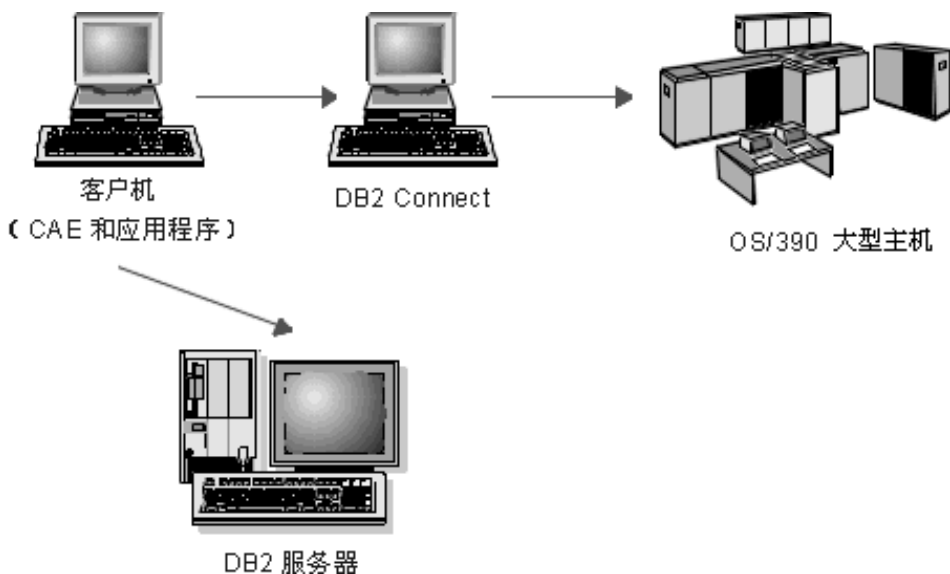 客户机
（CAE 和应用程序）
DB2 Connect
OS/390 大型主机
DB2 服务器